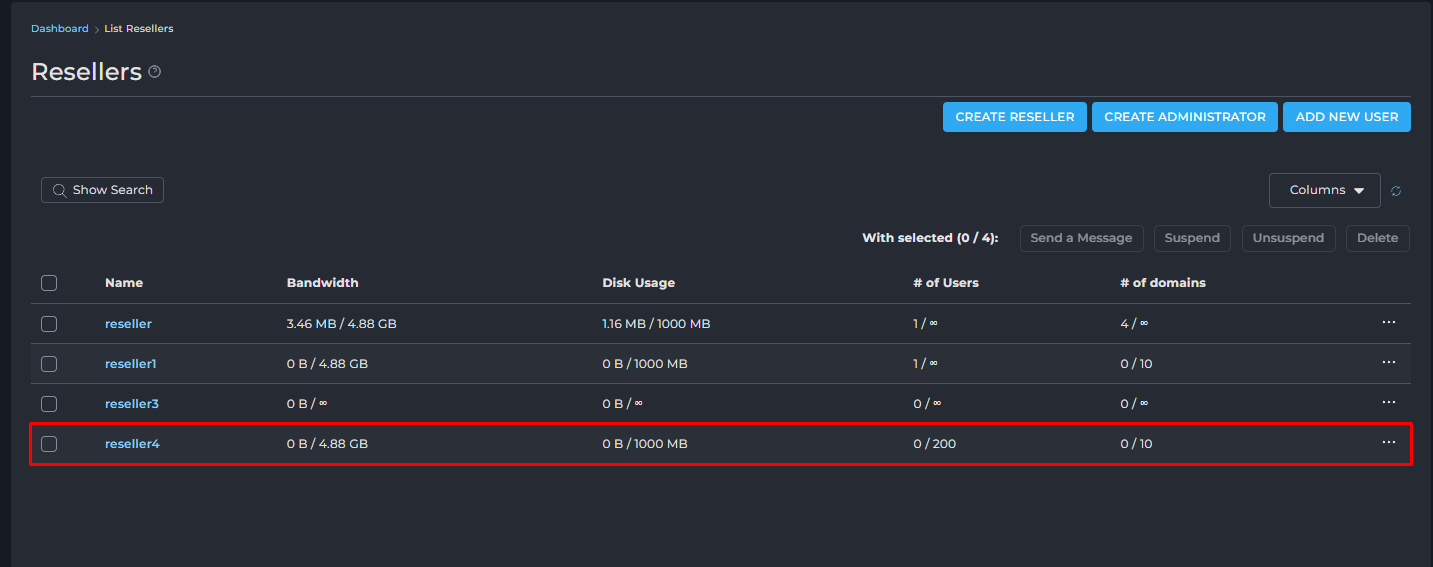 Dashboard > List Resellers
Resellers
CREATE RESELLER CREATE ADMINISTRATOR ADD NEW USER
Show Search Columns
With selected (0 / 4): Send a Message Suspend Unsuspend Delete
Name Bandwidth Disk Usage # of Users # of domains
reseller 3.46 MB / 4.88 GB 1.16 MB / 1000 MB 1 / ∞ 4 / ∞ ...
reseller1 0 B / 4.88 GB 0 B / 1000 MB 1 / ∞ 0 / 10 ...
reseller3 0 B / ∞ 0 B / ∞ 0 / ∞ 0 / ∞ ...
reseller4 0 B / 4.88 GB 0 B / 1000 MB 0 / 200 0 / 10 ...